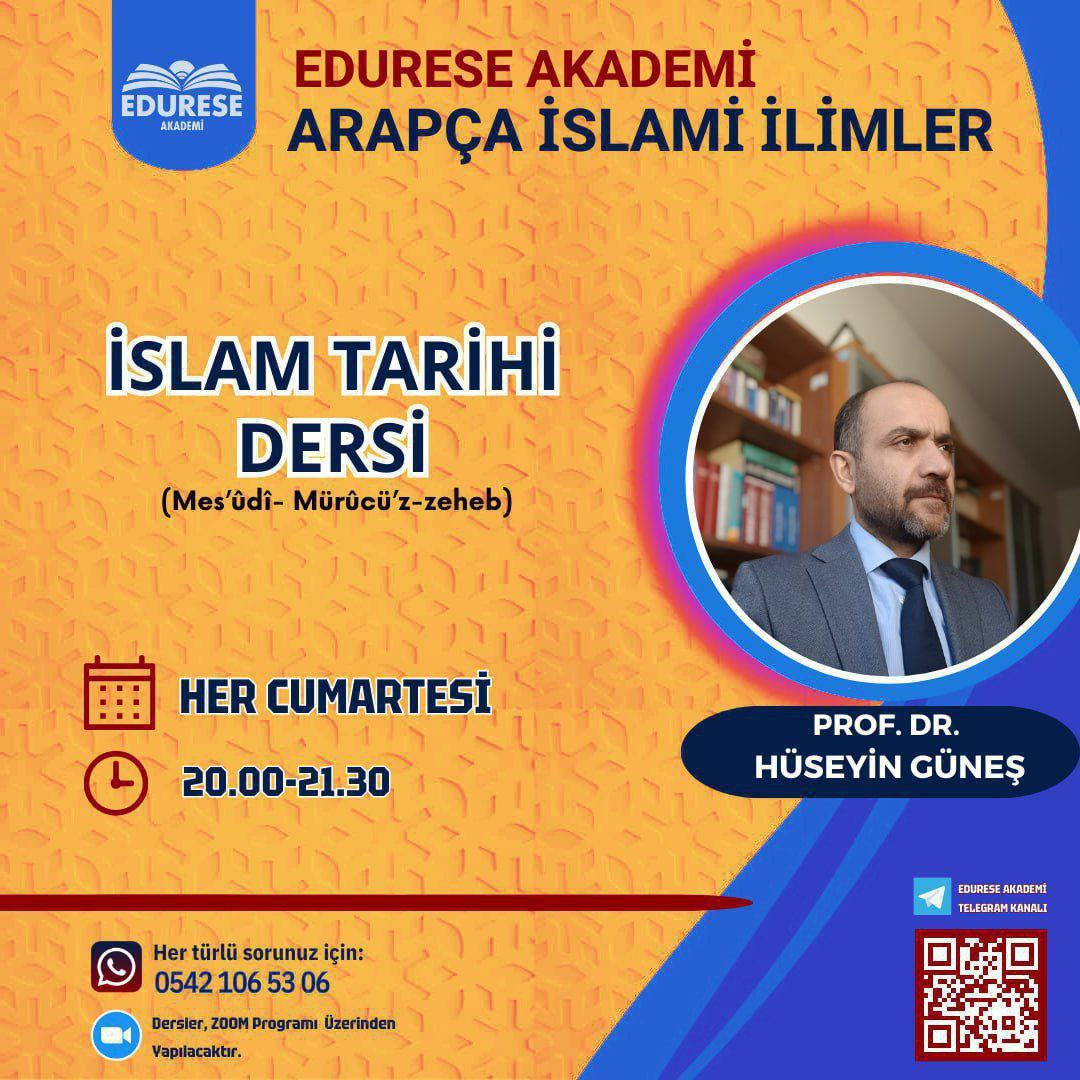 EDURESE
AKADEMİ
EDURESE AKADEMİ
ARAPÇA İSLAMİ İLİMLER
İSLAM TARİHİ
DERSİ
(Mes'ûdî- Mürûcü'z-zeheb)
HER CUMARTESİ
20.00-21.30
PROF. DR.
HÜSEYİN GÜNEŞ
EDURESE AKADEMİ
TELEGRAM KANALI
Her türlü sorunuz için:
0542 106 53 06
Dersler, ZOOM Programı Üzerinden
Yapılacaktır.